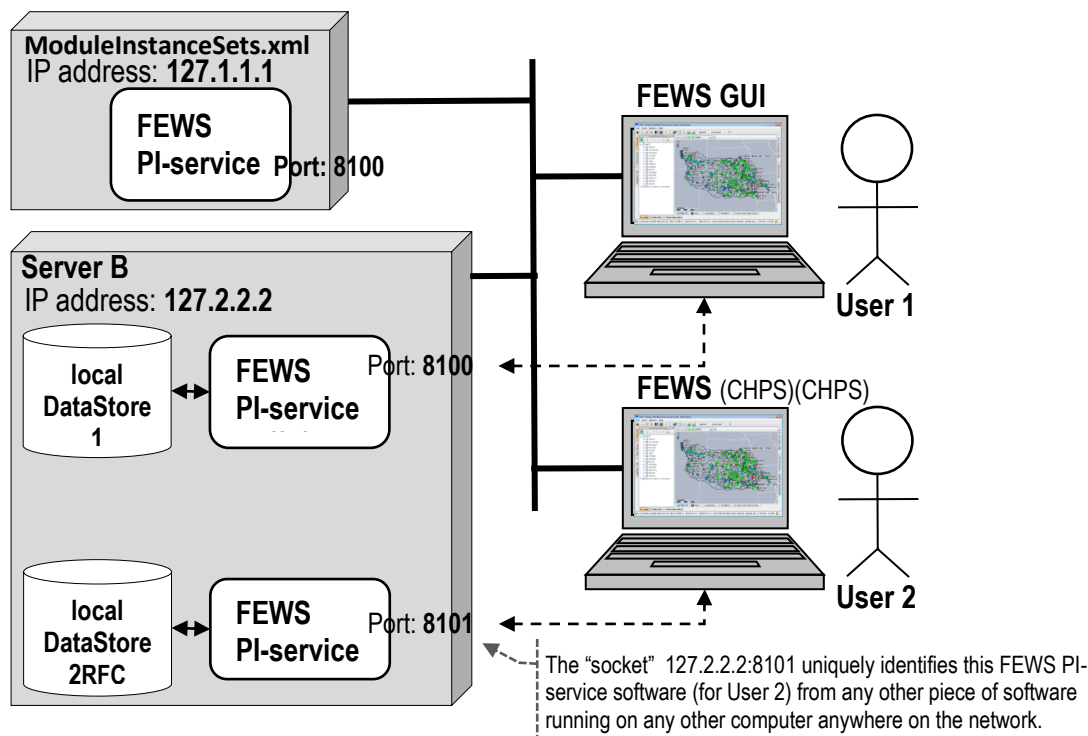 ModuleInstanceSets.xml
IP address: 127.1.1.1
FEWS
PI-service
Port: 8100
FEWS GUI
User 1
Server B
IP address: 127.2.2.2
local
DataStore
1
FEWS
PI-service
Port: 8100
FEWS (CHPS)(CHPS)
User 2
local
DataStore
2RFC
FEWS
PI-service
Port: 8101
The “socket” 127.2.2.2:8101 uniquely identifies this FEWS PI-
service software (for User 2) from any other piece of software
running on any other computer anywhere on the network.